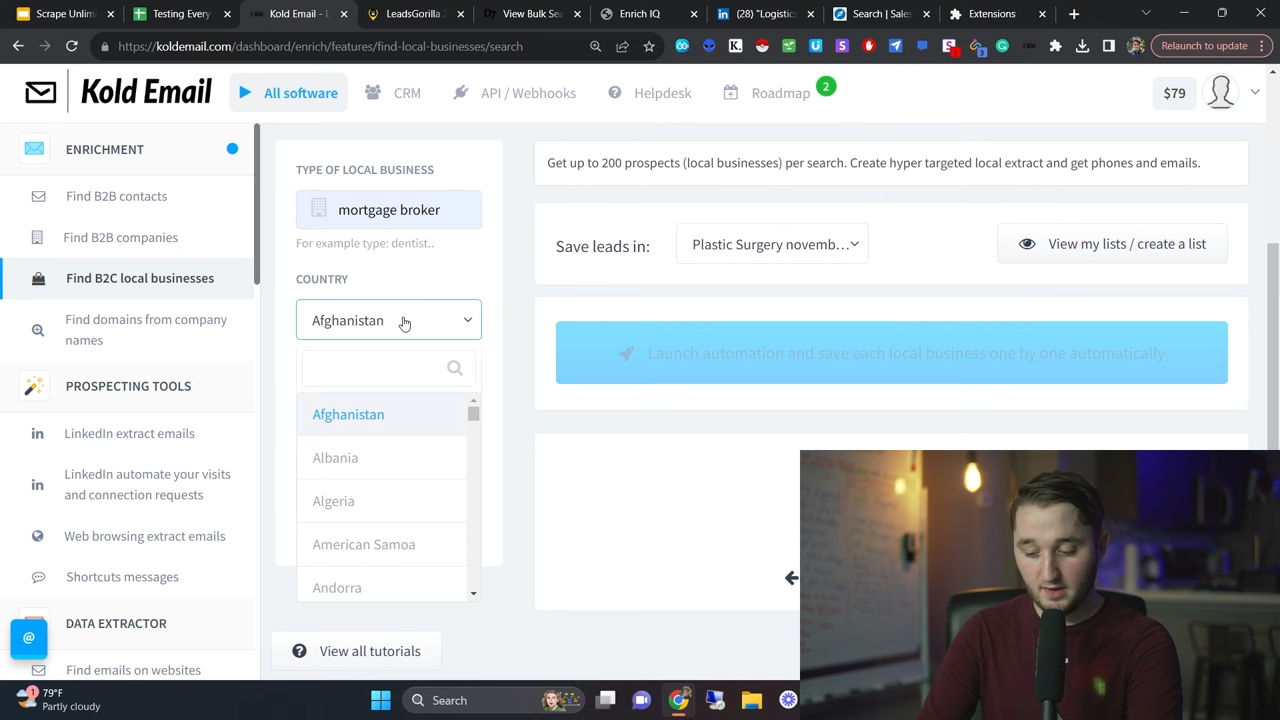 Scrape Unlim
Testing Every
Kold Email - D
LeadsGorilla 2
View Bulk Sea
Enrich IQ
(28) "Logistic
Search | Sales
Extensions
https://koldemail.com/dashboard/enrich/features/find-local-businesses/search
Relaunch to update
Kold Email
All software
CRM
API / Webhooks
Helpdesk
Roadmap
2
$79
ENRICHMENT
Find B2B contacts
Find B2B companies
Find B2C local businesses
Find domains from company
names
PROSPECTING TOOLS
LinkedIn extract emails
LinkedIn automate your visits
and connection requests
Web browsing extract emails
Shortcuts messages
DATA EXTRACTOR
Find emails on websites
@
TYPE OF LOCAL BUSINESS
mortgage broker
For example type: dentist..
COUNTRY
Afghanistan
Afghanistan
Albania
Algeria
American Samoa
Andorra
View all tutorials
Get up to 200 prospects (local businesses) per search. Create hyper targeted local extract and get phones and emails.
Save leads in:
Plastic Surgery novemb...
View my lists / create a list
Launch automation and save each local business one by one automatically
1
79°F
Partly cloudy
Search